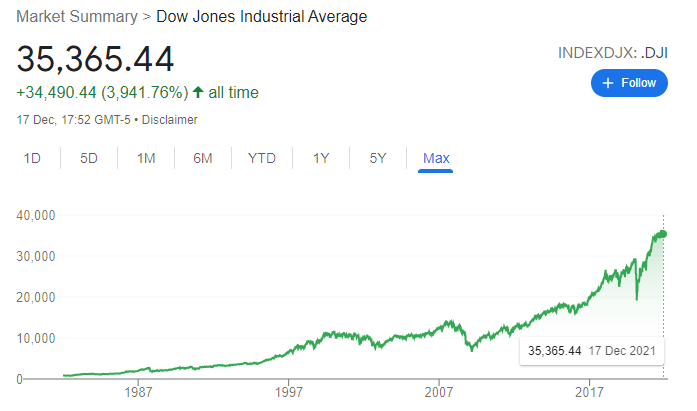 Market Summary > Dow Jones Industrial Average
35,365.44
INDEXDJX: .DJI
+ Follow
+34,490.44 (3,941.76%) ↑ all time
17 Dec, 17:52 GMT-5 • Disclaimer
1D 5D 1M 6M YTD 1Y 5Y Max
40,000
30,000
20,000
10,000
0
35,365.44 17 Dec 2021
1987 1997 2007 2017